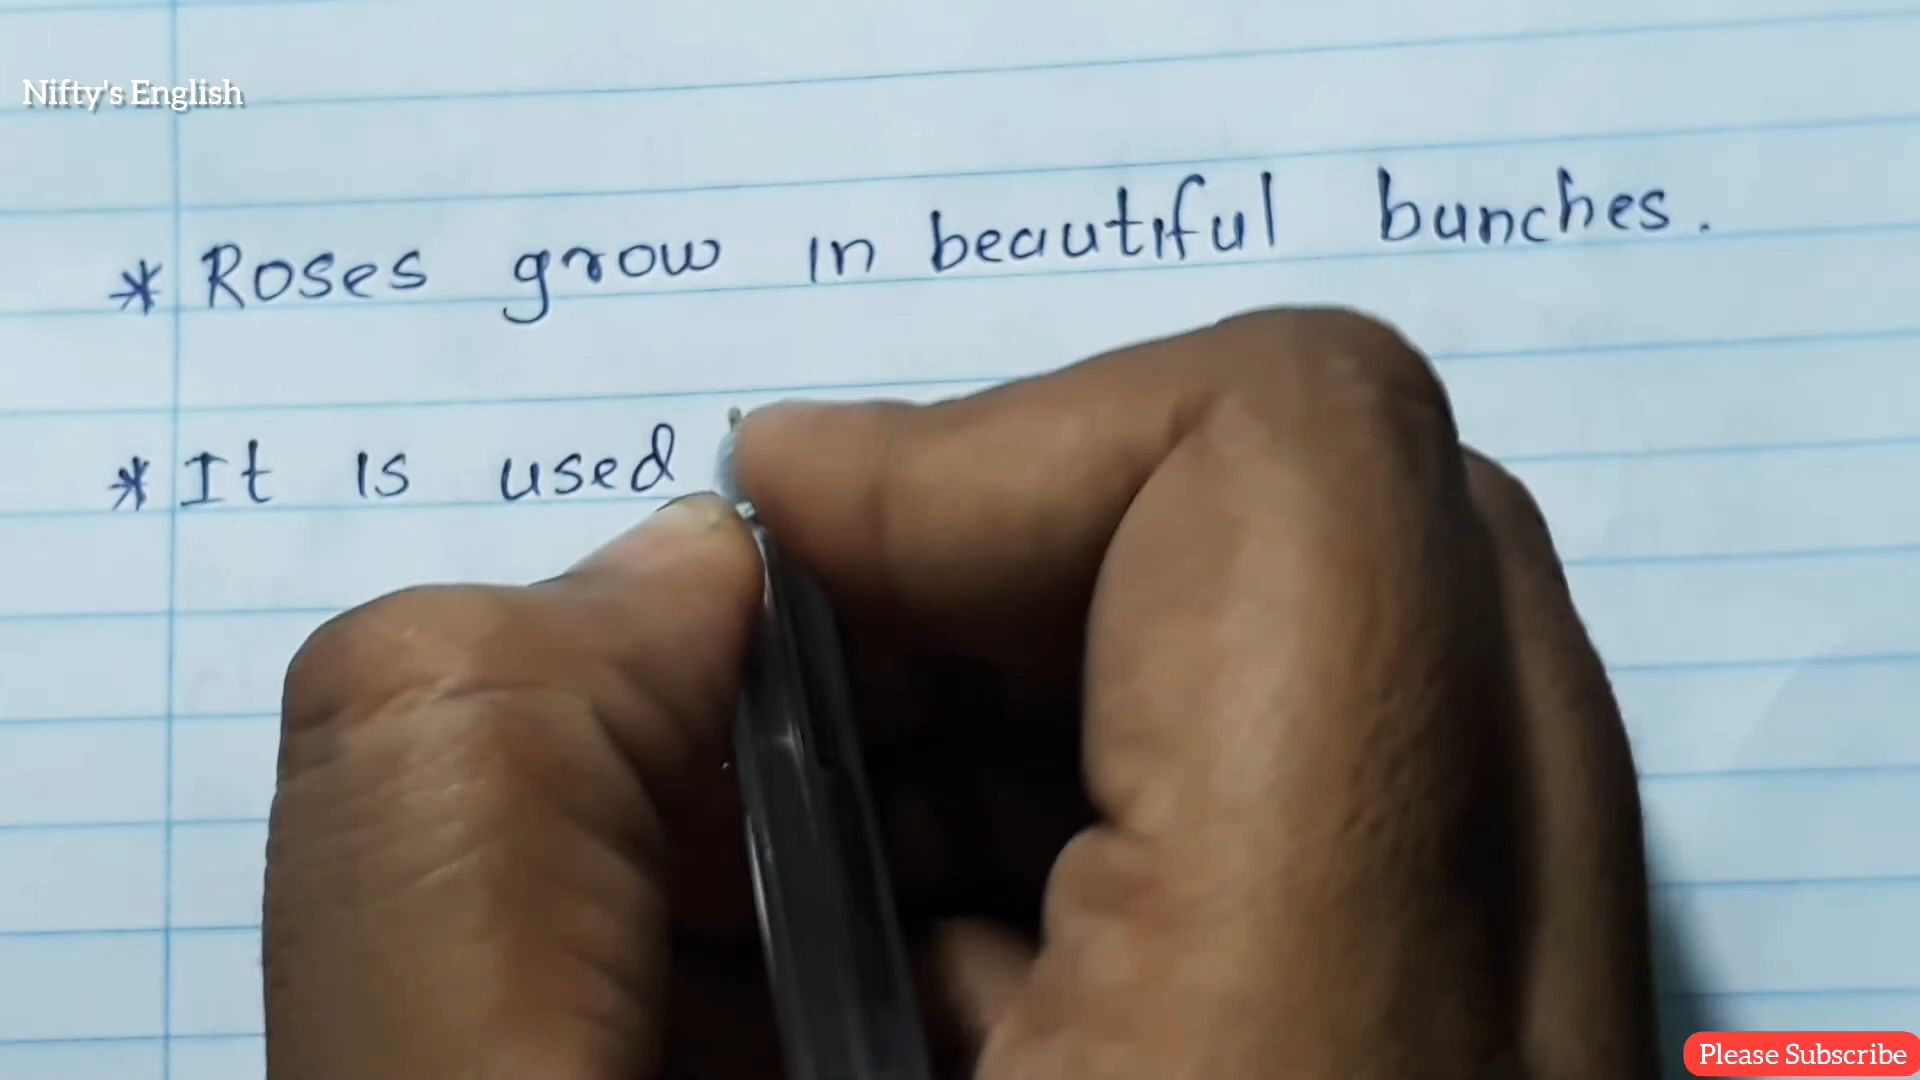 Nifty's English
* Roses grow in beautiful bunches.
* It is used
Please Subscribe